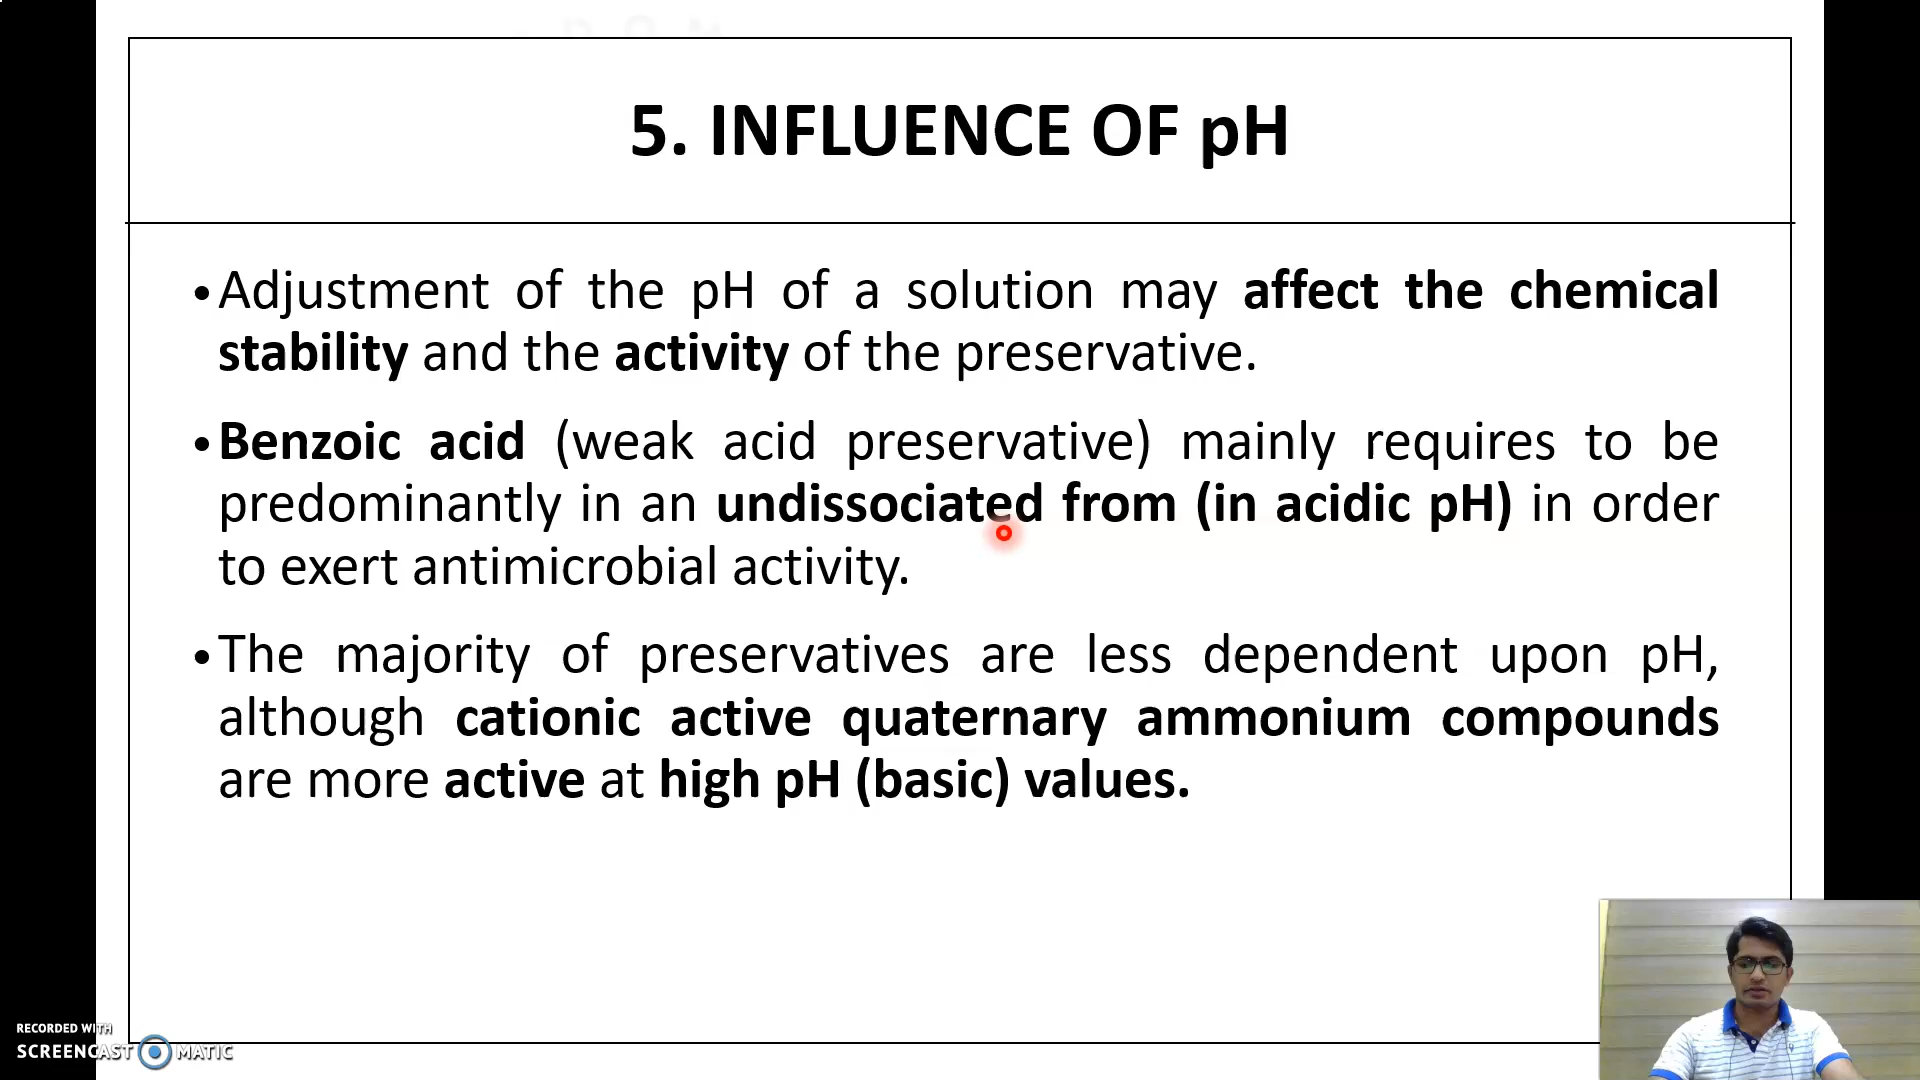 5. INFLUENCE OF pH
•Adjustment of the pH of a solution may affect the chemical
stability and the activity of the preservative.
•Benzoic acid (weak acid preservative) mainly requires to be
predominantly in an undissociated from (in acidic pH) in order
to exert antimicrobial activity.
•The majority of preservatives are less dependent upon pH,
although cationic active quaternary ammonium compounds
are more active at high pH (basic) values.
RECORDED WITH
SCREENCAST MATIC